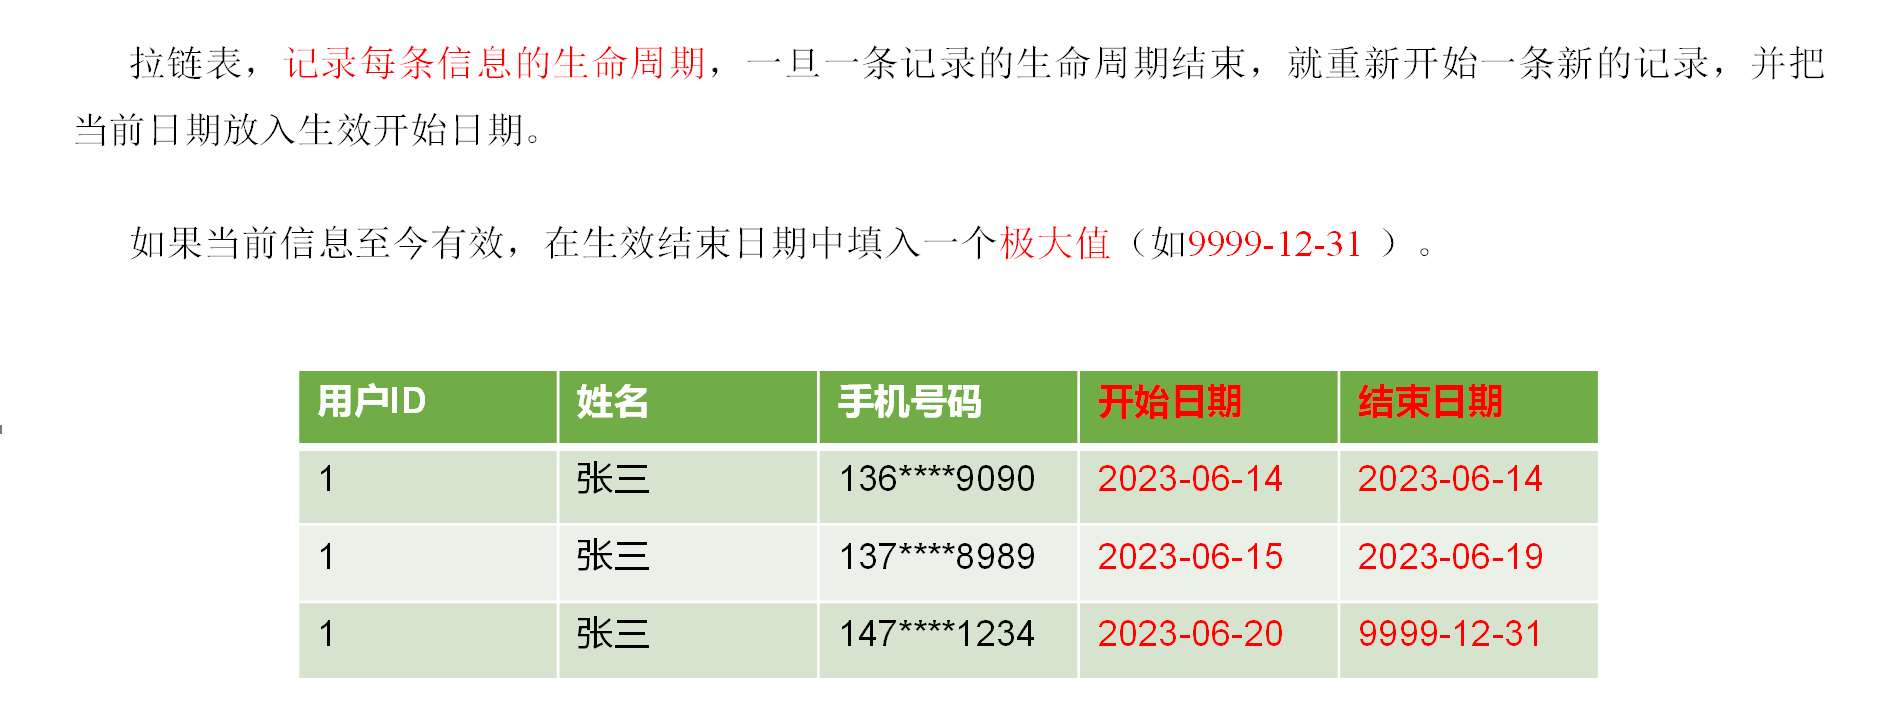 拉链表，记录每条信息的生命周期，一旦一条记录的生命周期结束，就重新开始一条新的记录，并把
当前日期放入生效开始日期。
如果当前信息至今有效，在生效结束日期中填入一个极大值（如9999-12-31 ）。
用户ID 姓名 手机号码 开始日期 结束日期
1 张三 136****9090 2023-06-14 2023-06-14
1 张三 137****8989 2023-06-15 2023-06-19
1 张三 147****1234 2023-06-20 9999-12-31